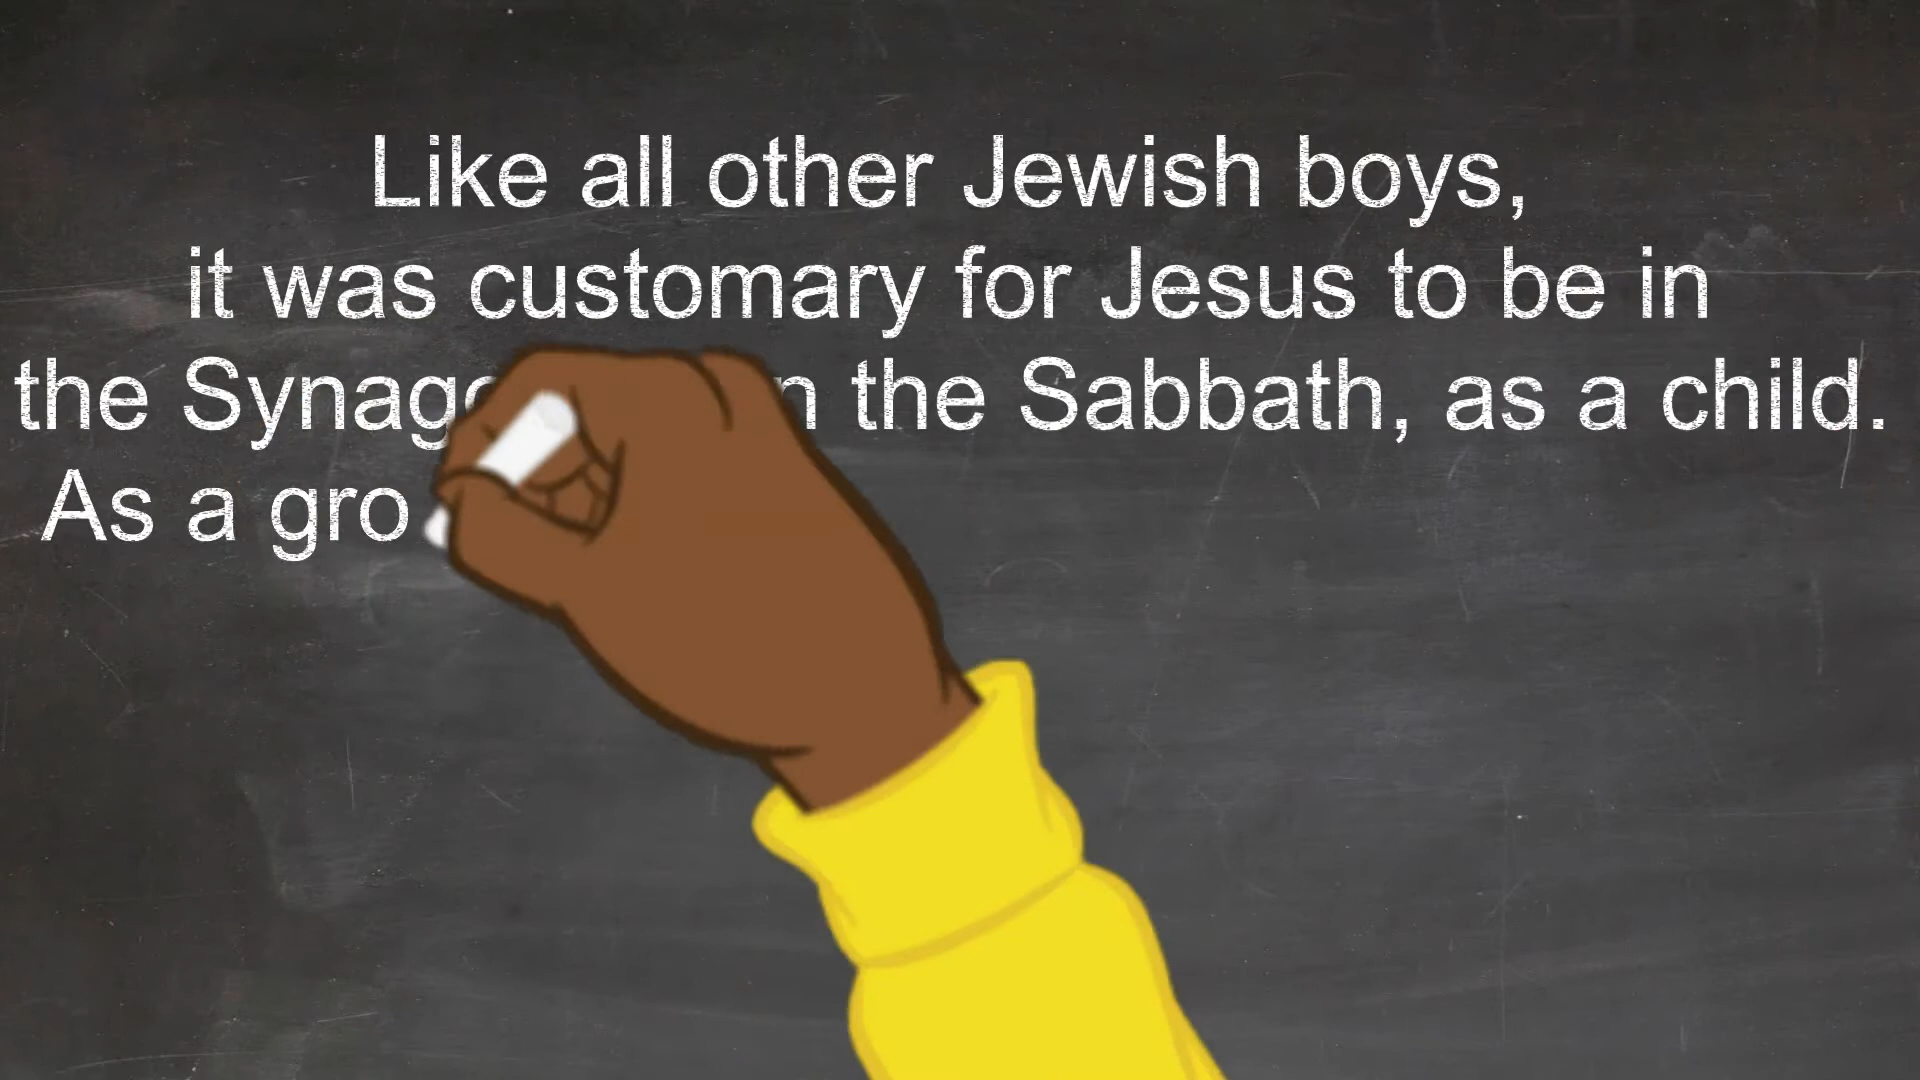 Like all other Jewish boys,
it was customary for Jesus to be in
the the Sabbath, as a child.
As a gro